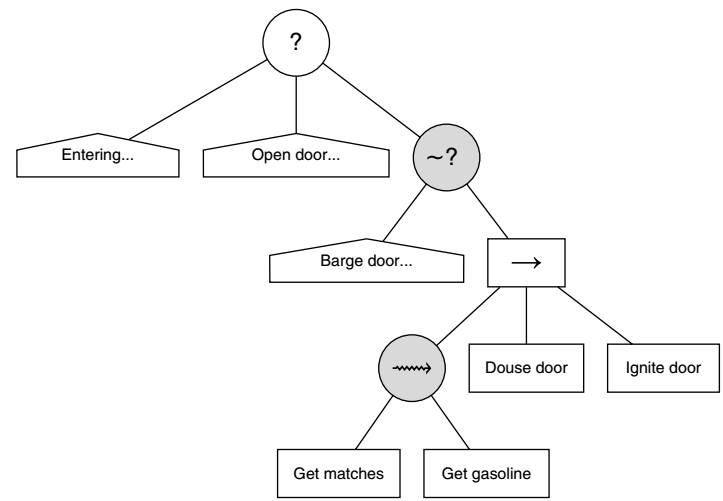 ?
Entering...
Open door...
~?
Barge door...
→
Douse door
Ignite door
Get matches
Get gasoline